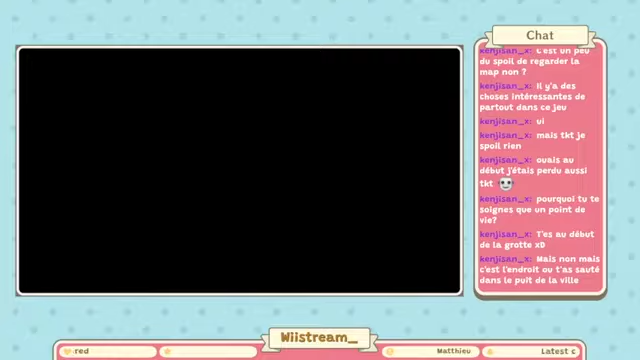 Chat
kenjisan_x: C'est un peu
du spoil de regarder la
map non ?
kenjisan_x: Il y'a des
choses intéressantes de
partout dans ce jeu
kenjisan_x: ui
kenjisan_x: mais tkt je
spoil rien
kenjisan_x: ouais au
début j'étais perdu aussi
tkt
kenjisan_x: pourquoi tu te
soignes que un point de
vie?
kenjisan_x: T'es au début
de la grotte xD
kenjisan_x: Mais non mais
c'est l'endroit ou t'as sauté
dans le puit de la ville
Wiistream_
red
Matthieu
Latest c